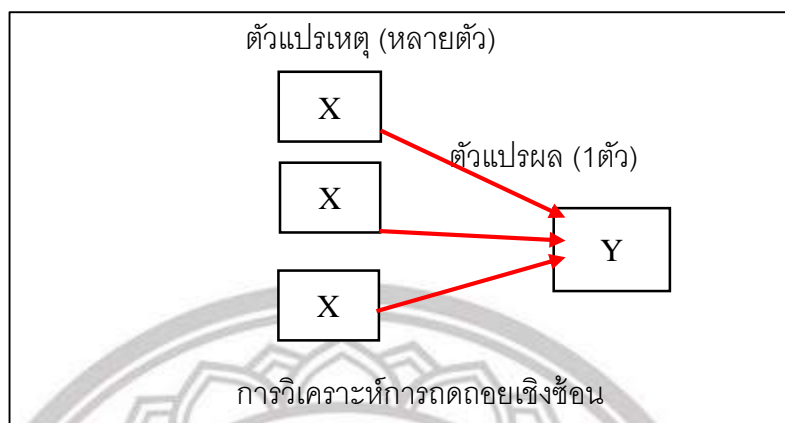 ตัวแปรเหตุ (หลายตัว)
X
ตัวแปรผล (1ตัว)
X
Y
X
การวิเคราะห์การถดถอยเชิงซ้อน